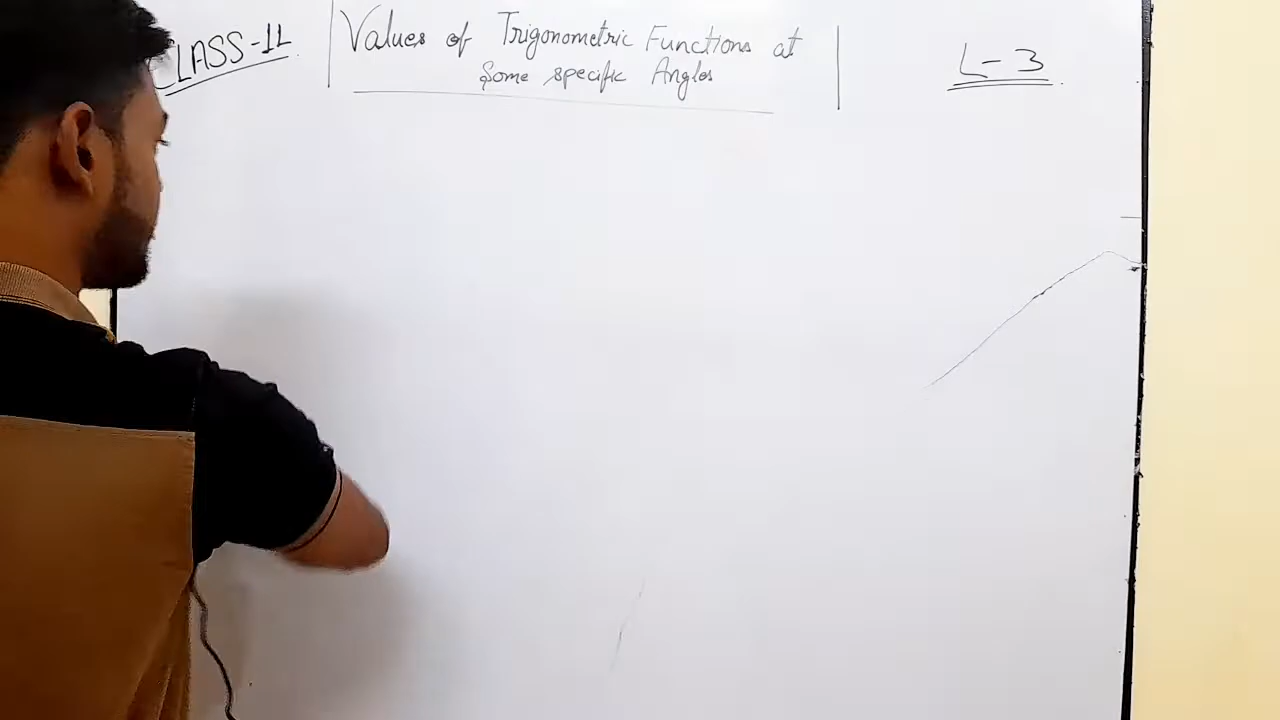 CLASS-11
Values of Trigonometric Functions at
Some specific Angles
L-3